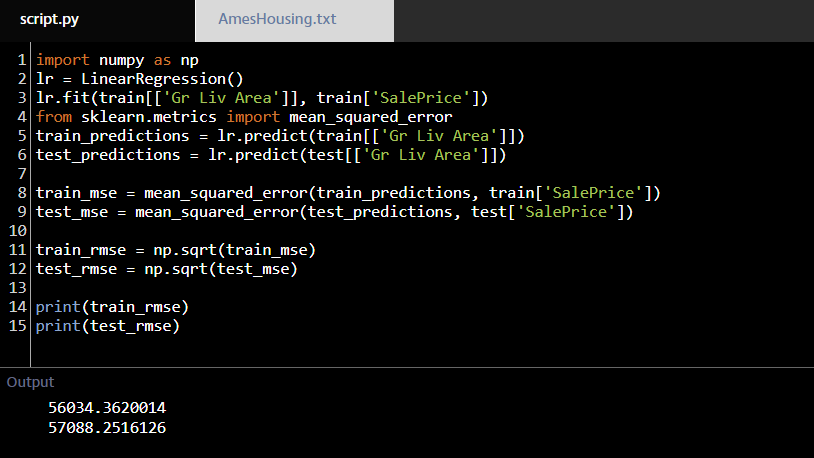 script.py AmesHousing.txt
1 import numpy as np
2 lr = LinearRegression()
3 lr.fit(train[['Gr Liv Area']], train['SalePrice'])
4 from sklearn.metrics import mean_squared_error
5 train_predictions = lr.predict(train[['Gr Liv Area']])
6 test_predictions = lr.predict(test[['Gr Liv Area']])
7
8 train_mse = mean_squared_error(train_predictions, train['SalePrice'])
9 test_mse = mean_squared_error(test_predictions, test['SalePrice'])
10
11 train_rmse = np.sqrt(train_mse)
12 test_rmse = np.sqrt(test_mse)
13
14 print(train_rmse)
15 print(test_rmse)
Output
56034.3620014
57088.2516126